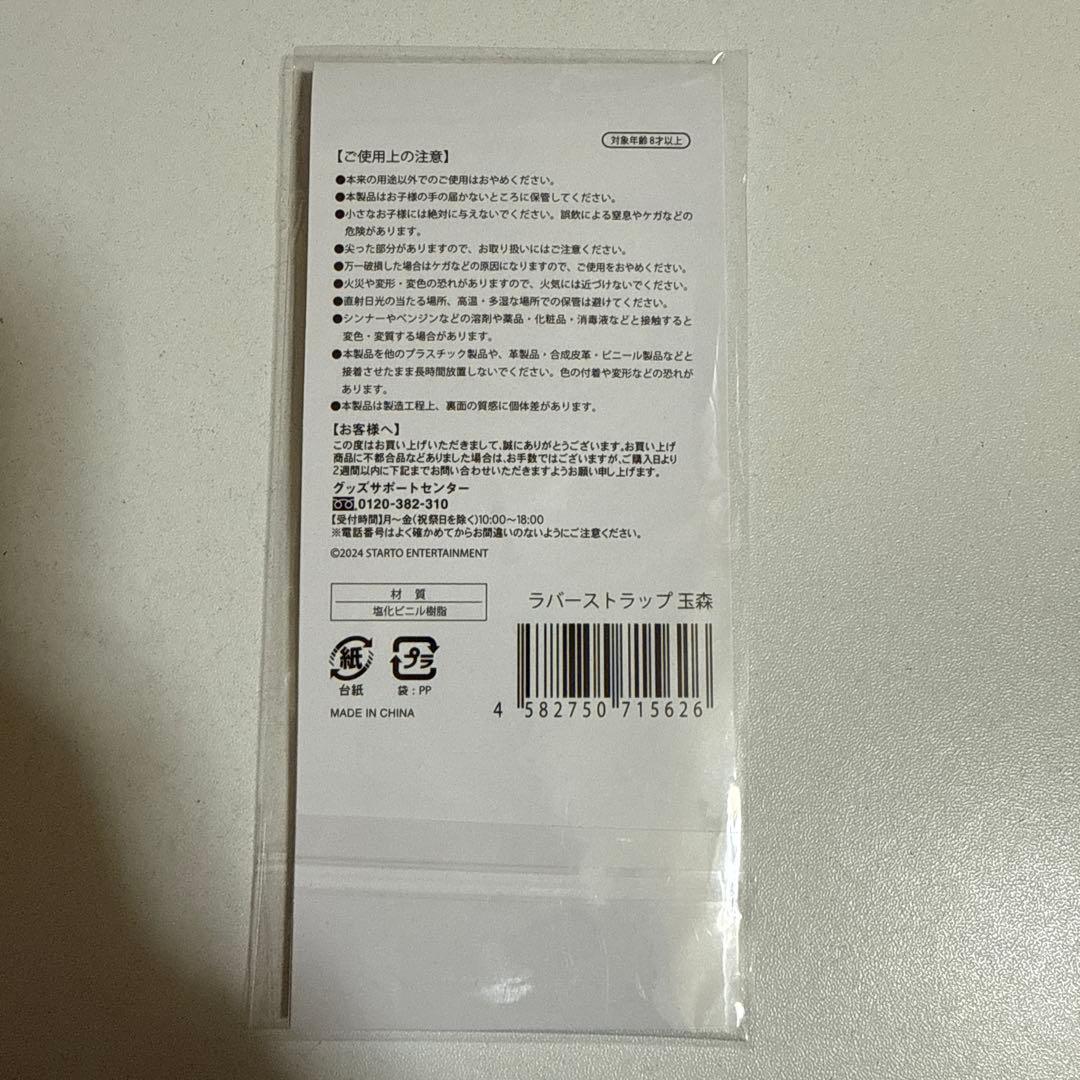 対象年齢8才以上
【ご使用上の注意】
●本来の用途以外でのご使用はおやめください。
●本製品はお子様の手の届かないところに保管してください。
●小さなお子様には絶対に与えないでください。誤飲による窒息やケガなどの
危険があります。
●尖った部分がありますので、お取り扱いにはご注意ください。
●万一破損した場合はケガなどの原因になりますので、ご使用をおやめください。
●火災や変形・変色の恐れがありますので、火気には近づけないでください。
●直射日光の当たる場所、高温・多湿な場所での保管は避けてください。
●シンナーやベンジンなどの溶剤や薬品・化粧品・消毒液などと接触すると
変色・変質する場合があります。
●本製品を他のプラスチック製品や、革製品・合成皮革・ビニール製品などと
接着させたまま長時間放置しないでください。色の付着や変形などの恐れが
あります。
●本製品は製造工程上、裏面の質感に個体差があります。
【お客様へ】
この度はお買い上げいただきまして、誠にありがとうございます。お買い上げ
商品に不都合品などありました場合は、お手数ではございますが、ご購入日より
2週間以内に下記までお問い合わせいただきますようお願い申し上げます。
グッズサポートセンター
0120-382-310
【受付時間】月～金(祝祭日を除く)10:00～18:00
※電話番号はよく確かめてからお間違いのないようにご注意ください。
©2024 STARTO ENTERTAINMENT
材 質
塩化ビニル樹脂
ラバーストラップ 玉森
紙
台紙
プラ
袋：PP
MADE IN CHINA
4 582750 715626